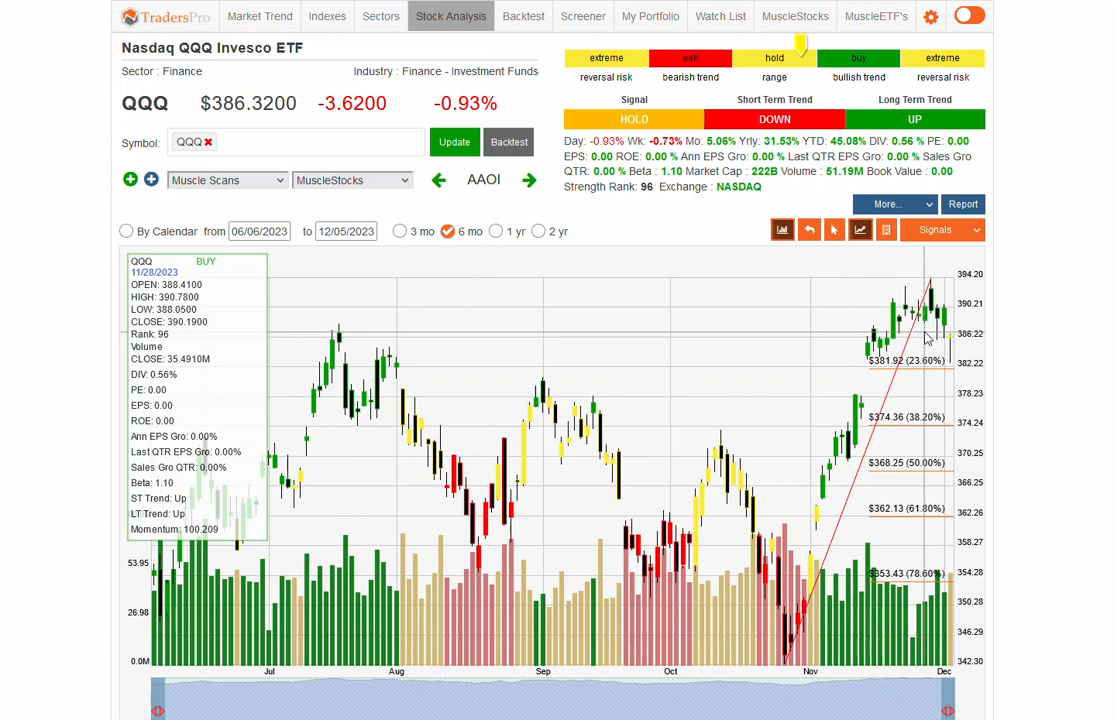 TradersPro Market Trend Indexes Sectors Stock Analysis Backtest Screener My Portfolio Watch List MuscleStocks MuscleETF's
Nasdaq QQQ Invesco ETF
Sector : Finance Industry : Finance - Investment Funds
QQQ $386.3200 -3.6200 -0.93%
Symbol: QQQ Update Backtest
Muscle Scans MuscleStocks AAOI
extreme sell hold buy extreme
reversal risk bearish trend range bullish trend reversal risk
Signal Short Term Trend Long Term Trend
HOLD DOWN UP
Day: -0.93% Wk: -0.73% Mo: 5.06% Yrly: 31.53% YTD: 45.08% DIV: 0.56 % PE: 0.00
EPS: 0.00 ROE: 0.00 % Ann EPS Gro: 0.00 % Last QTR EPS Gro: 0.00 % Sales Gro
QTR: 0.00 % Beta : 1.10 Market Cap : 222B Volume : 51.19M Book Value : 0.00
Strength Rank: 96 Exchange : NASDAQ
More... Report
By Calendar from 06/06/2023 to 12/05/2023 3 mo 6 mo 1 yr 2 yr Signals
QQQ BUY
11/28/2023
OPEN: 388.4100
HIGH: 390.7800
LOW: 388.0500
CLOSE: 390.1900
Rank: 96
Volume
CLOSE: 35.4910M
DIV: 0.56%
PE: 0.00
EPS: 0.00
ROE: 0.00
Ann EPS Gro: 0.00%
Last QTR EPS Gro: 0.00%
Sales Gro QTR: 0.00%
Beta: 1.10
ST Trend: Up
LT Trend: Up
Momentum: 100.209
53.95
26.98
0.0M
$381.92 (23.60%)
$374.36 (38.20%)
$368.25 (50.00%)
$362.13 (61.80%)
$353.43 (78.60%)
394.20
390.21
386.22
382.22
378.23
374.24
370.25
366.25
362.26
358.27
354.28
350.28
346.29
342.30
Jul Aug Sep Oct Nov Dec